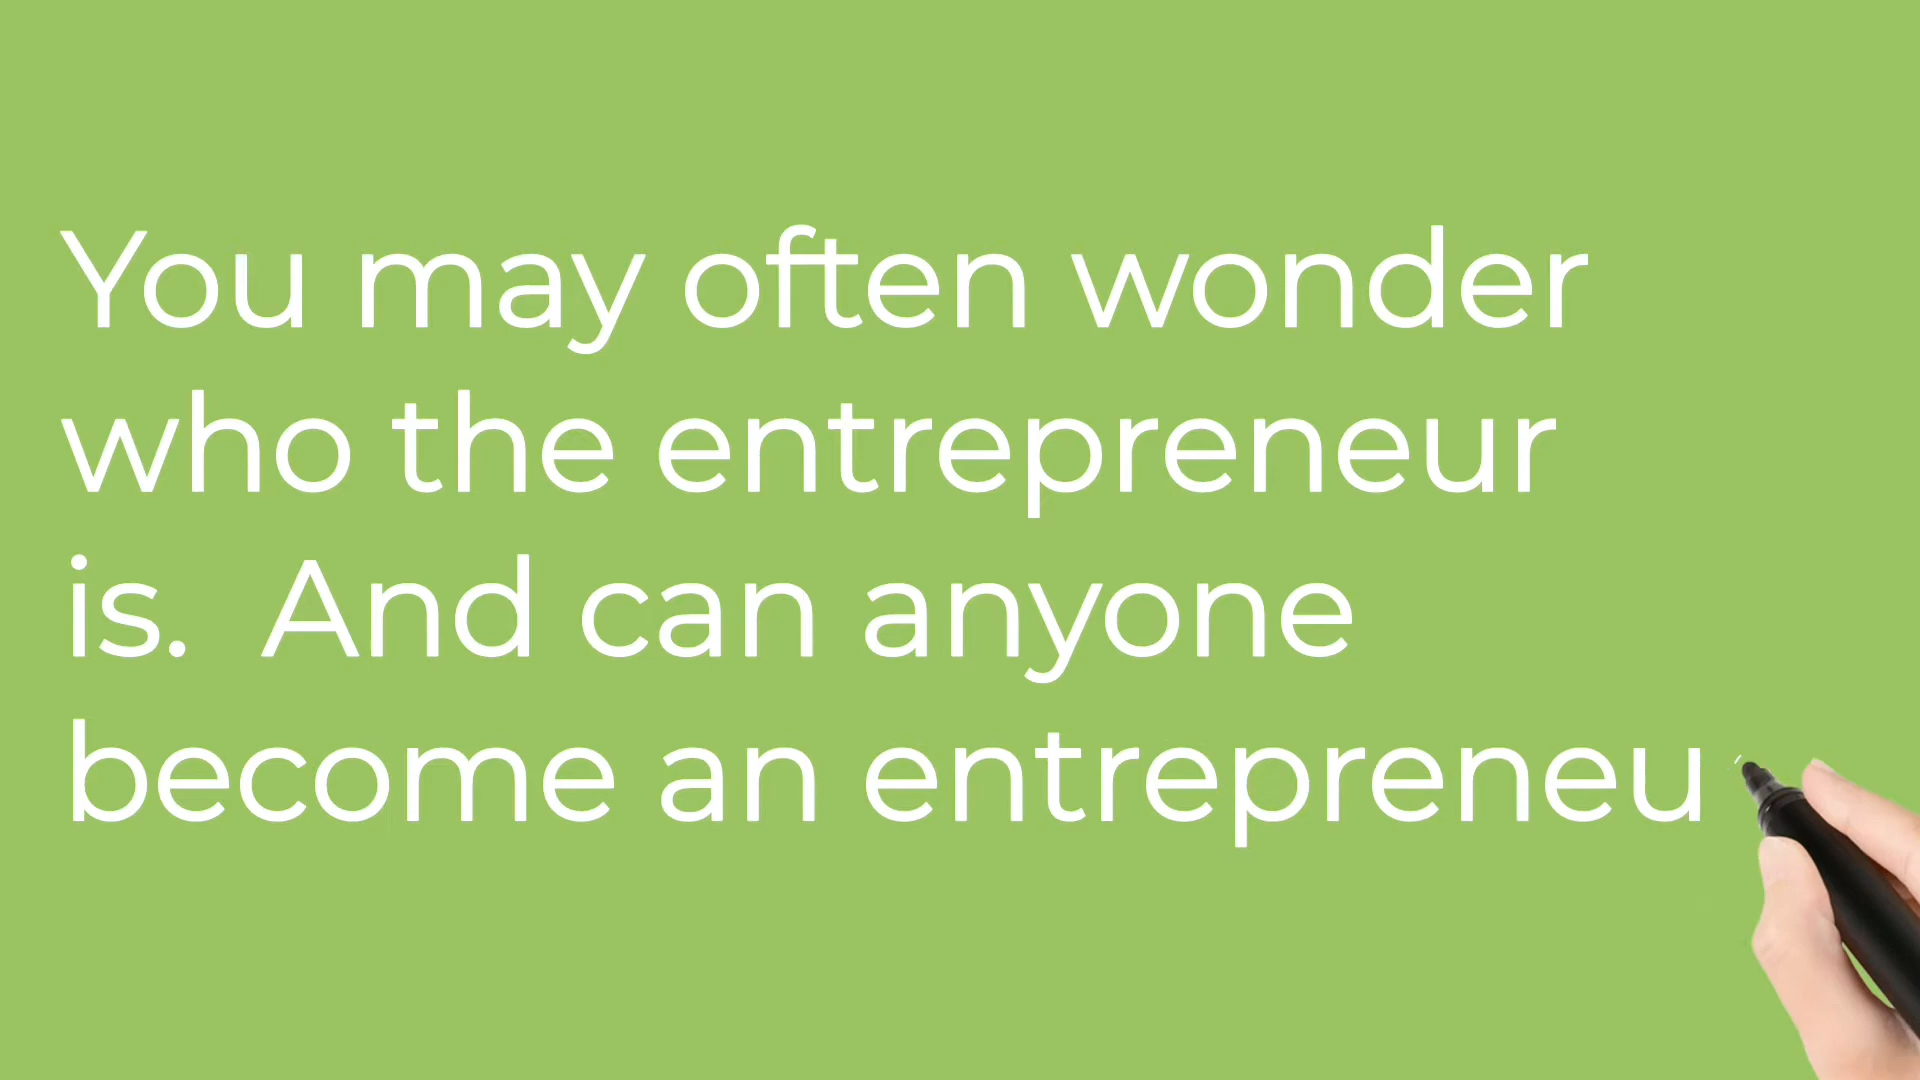 You may often wonder
who the entrepreneur
is.  And can anyone
become an entrepreneu